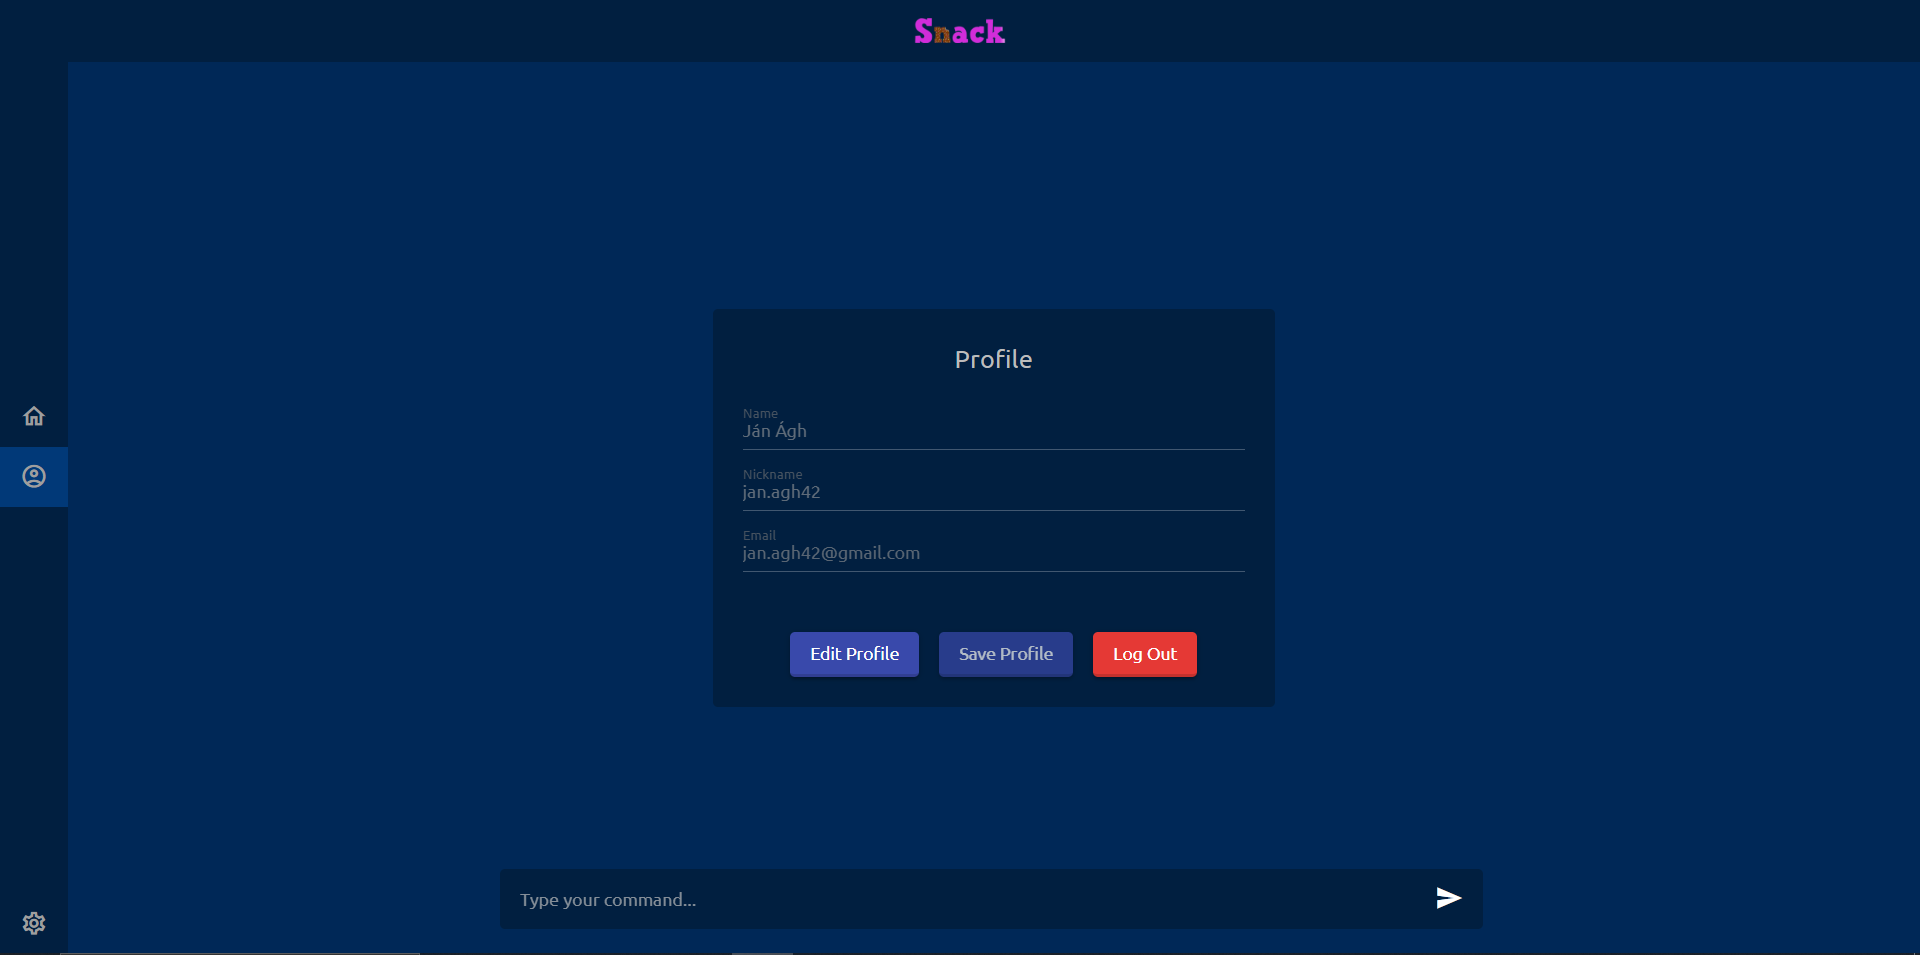 Snack
Profile
Name
Ján Ágh
Nickname
jan.agh42
Email
jan.agh42@gmail.com
Edit Profile
Save Profile
Log Out
Type your command...